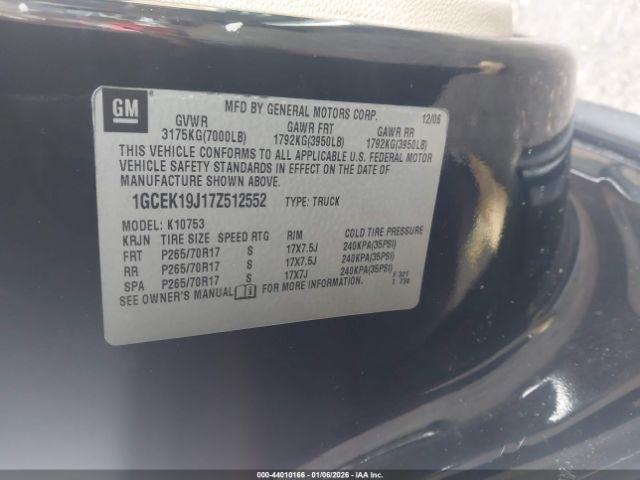 GM
MFD BY GENERAL MOTORS CORP. 12/06
GVWR GAWR FRT GAWR RR
3175KG(7000LB) 1792KG(3950LB) 1792KG(3950LB)
THIS VEHICLE CONFORMS TO ALL APPLICABLE U.S. FEDERAL MOTOR
VEHICLE SAFETY STANDARDS IN EFFECT ON THE DATE OF
MANUFACTURE SHOWN ABOVE.
1GCEK19J17Z512552 TYPE: TRUCK
MODEL: K10753
KRJN TIRE SIZE SPEED RTG RIM COLD TIRE PRESSURE
FRT P265/70R17 S 17X7.5J 240KPA(35PSI)
RR P265/70R17 S 17X7.5J 240KPA(35PSI)
SPA P265/70R17 S 17X7J 240KPA(35PSI)
SEE OWNER'S MANUAL i FOR MORE INFORMATION.
000-44010166 - 01/06/2026 - IAAI INC.